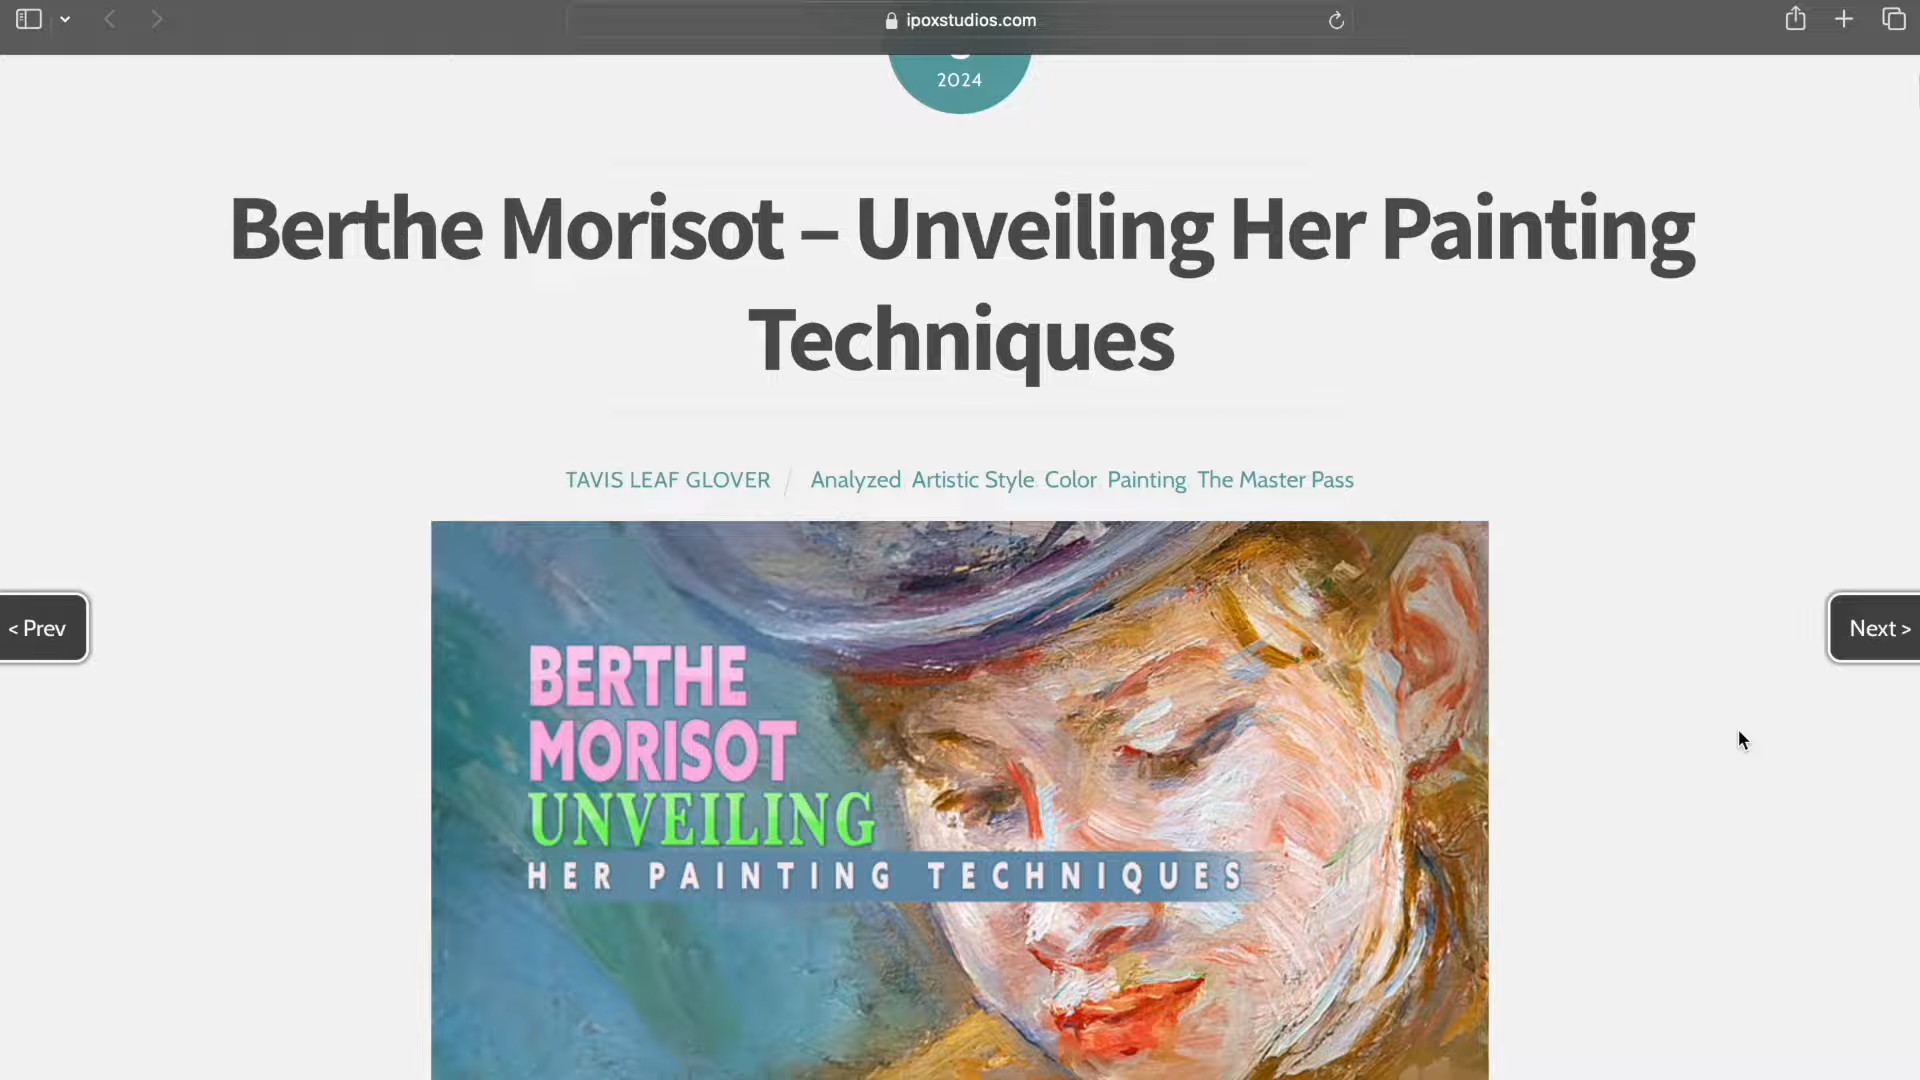 ipoxstudios.com
2024
Berthe Morisot – Unveiling Her Painting
Techniques
TAVIS LEAF GLOVER / Analyzed Artistic Style Color Painting The Master Pass
BERTHE
MORISOT
UNVEILING
HER PAINTING TECHNIQUES
< Prev
Next >